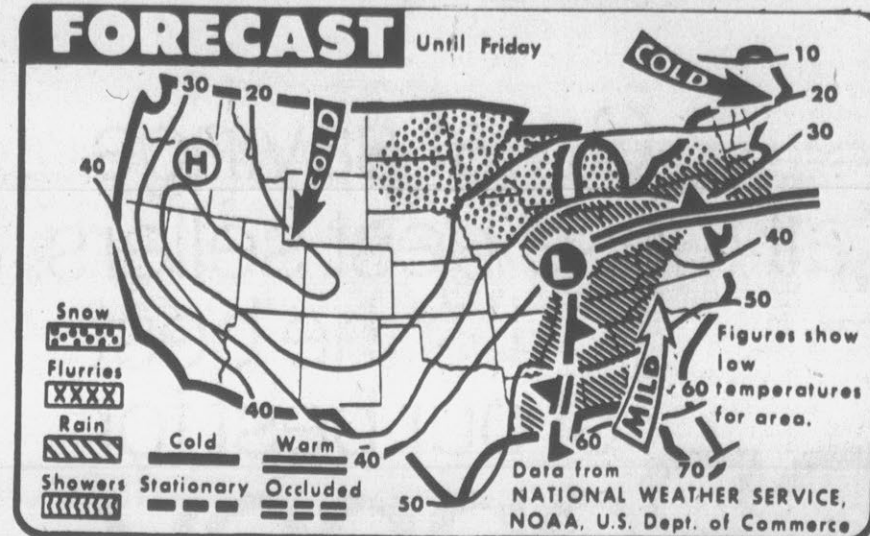 FORECAST Until Friday
COLD 10
30 20 COLD 20
30
H
40
40
L
50
Snow
Flurries
Rain
Showers
Figures show
low
60 temperatures
for area.
MILD
40
Cold Warm
40
60
Stationary Occluded
50
70
Data from
NATIONAL WEATHER SERVICE,
NOAA, U.S. Dept. of Commerce